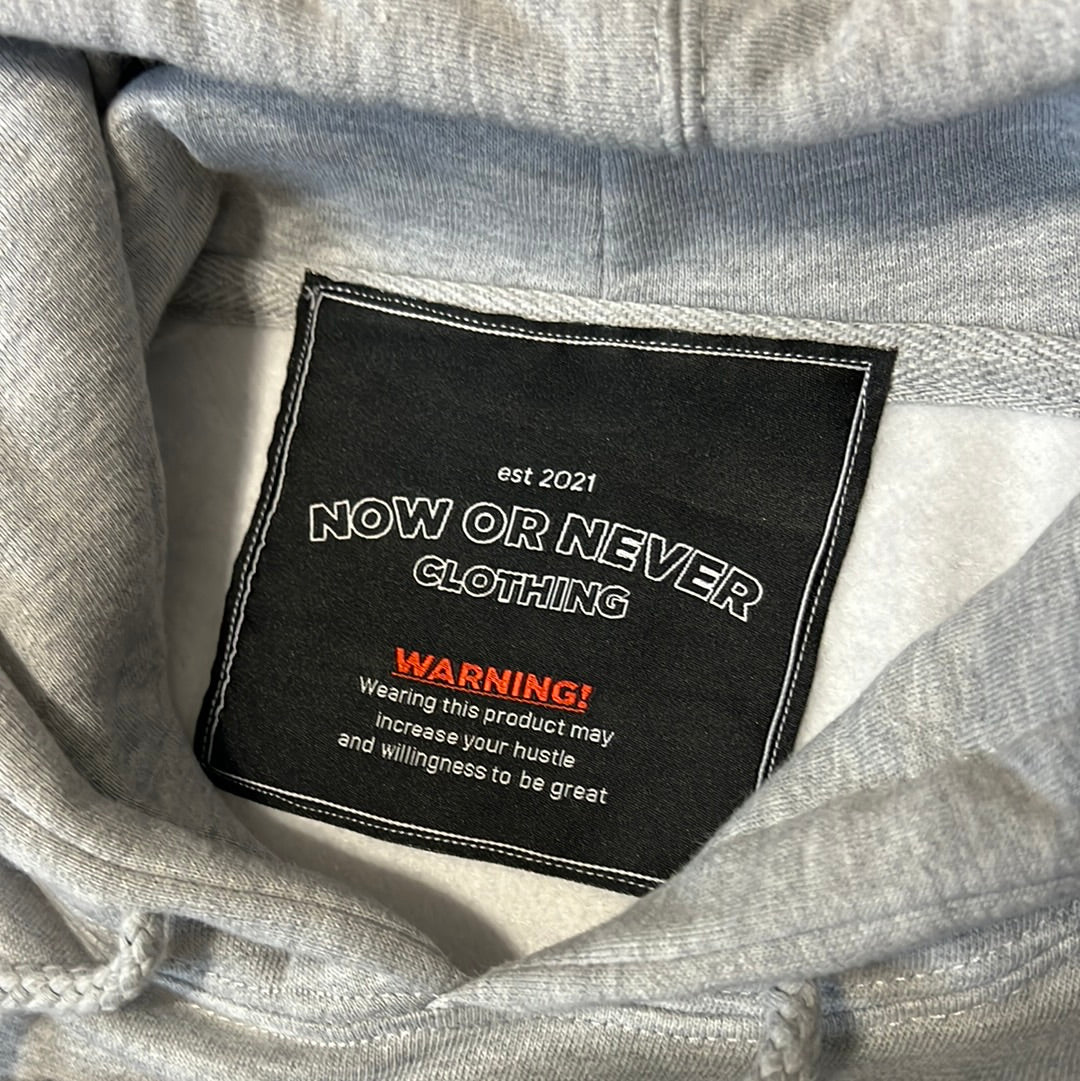 est 2021
NOW OR NEVER
CLOTHING
WARNING!
Wearing this product may
increase your hustle
and willingness to be great